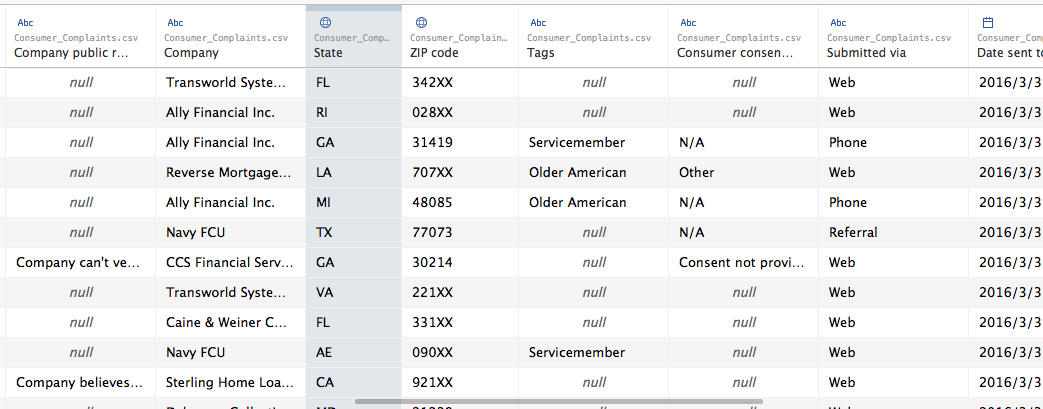 Abc Abc Abc Abc Abc
Consumer_Complaints.csv Consumer_Complaints.csv Consumer_Comp... Consumer_Complain... Consumer_Complaints.csv Consumer_Complaints.csv Consumer_Complaints.csv Consumer_Comp
Company public r... Company State ZIP code Tags Consumer consen... Submitted via Date sent to
null Transworld Syste... FL 342XX null null Web 2016/3/3
null Ally Financial Inc. RI 028XX null null Web 2016/3/3
null Ally Financial Inc. GA 31419 Servicemember N/A Phone 2016/3/3
null Reverse Mortgage... LA 707XX Older American Other Web 2016/3/3
null Ally Financial Inc. MI 48085 Older American N/A Phone 2016/3/3
null Navy FCU TX 77073 null N/A Referral 2016/3/3
Company can't ve... CCS Financial Serv... GA 30214 null Consent not provi... Web 2016/3/3
null Transworld Syste... VA 221XX null null Web 2016/3/3
null Caine & Weiner C... FL 331XX null null Web 2016/3/3
null Navy FCU AE 090XX Servicemember null Web 2016/3/3
Company believes... Sterling Home Loa... CA 921XX null null Web 2016/3/3